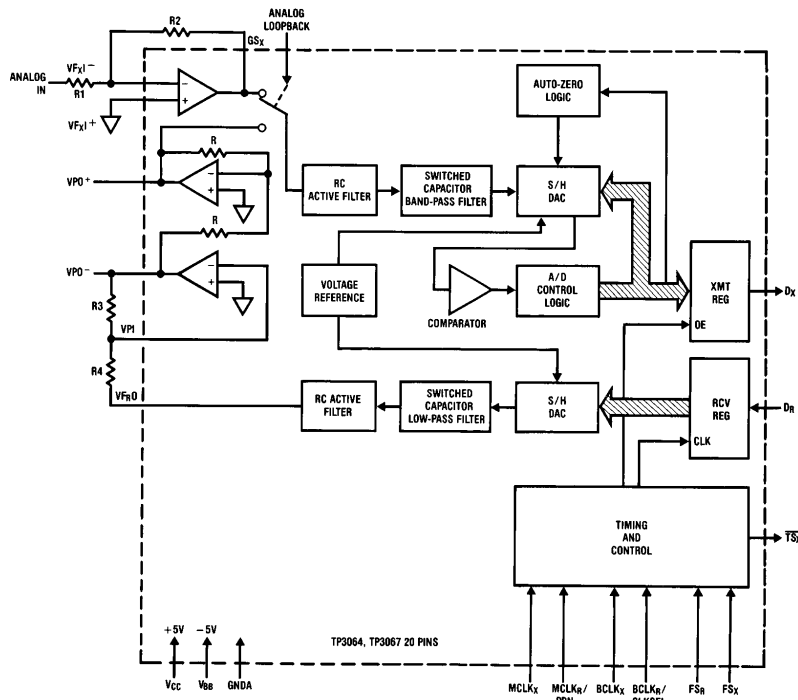 R2
GSX
ANALOG
LOOPBACK
ANALOG
IN
VFXI−
R1
VFXI+
−
+
AUTO-ZERO
LOGIC
R
VPO+
−
+
RC
ACTIVE FILTER
SWITCHED
CAPACITOR
BAND-PASS FILTER
S/H
DAC
R
VPO−
−
+
VOLTAGE
REFERENCE
COMPARATOR
A/D
CONTROL
LOGIC
XMT
REG
DX
OE
R3
VPI
R4
VFRO
RC ACTIVE
FILTER
SWITCHED
CAPACITOR
LOW-PASS FILTER
S/H
DAC
RCV
REG
DR
CLK
TIMING
AND
CONTROL
+5V
−5V
TP3064, TP3067 20 PINS
VCC
VBB
GNDA
MCLKX
MCLKR/
BCLKX
BCLKR/
FSR
FSX